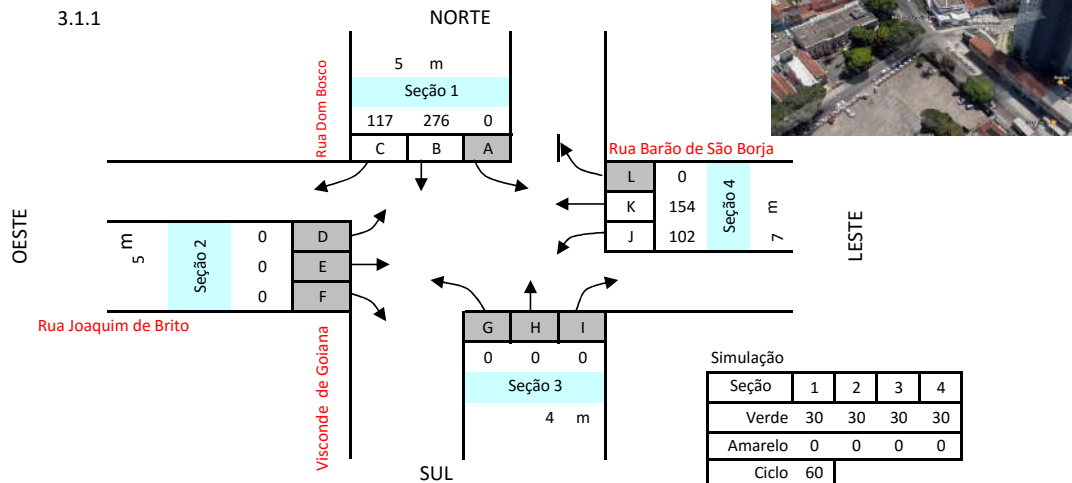 3.1.1
NORTE
Rua Dom Bosco
5 m
Seção 1
117 276 0
C B A
Rua Barão de São Borja
L 0
K 154
J 102
Seção 4
7 m
OESTE
LESTE
5 m
Seção 2
0 D
0 E
0 F
Rua Joaquim de Brito
Visconde de Goiana
G H I
0 0 0
Seção 3
4 m
SUL
Simulação
Seção 1 2 3 4
Verde 30 30 30 30
Amarelo 0 0 0 0
Ciclo 60